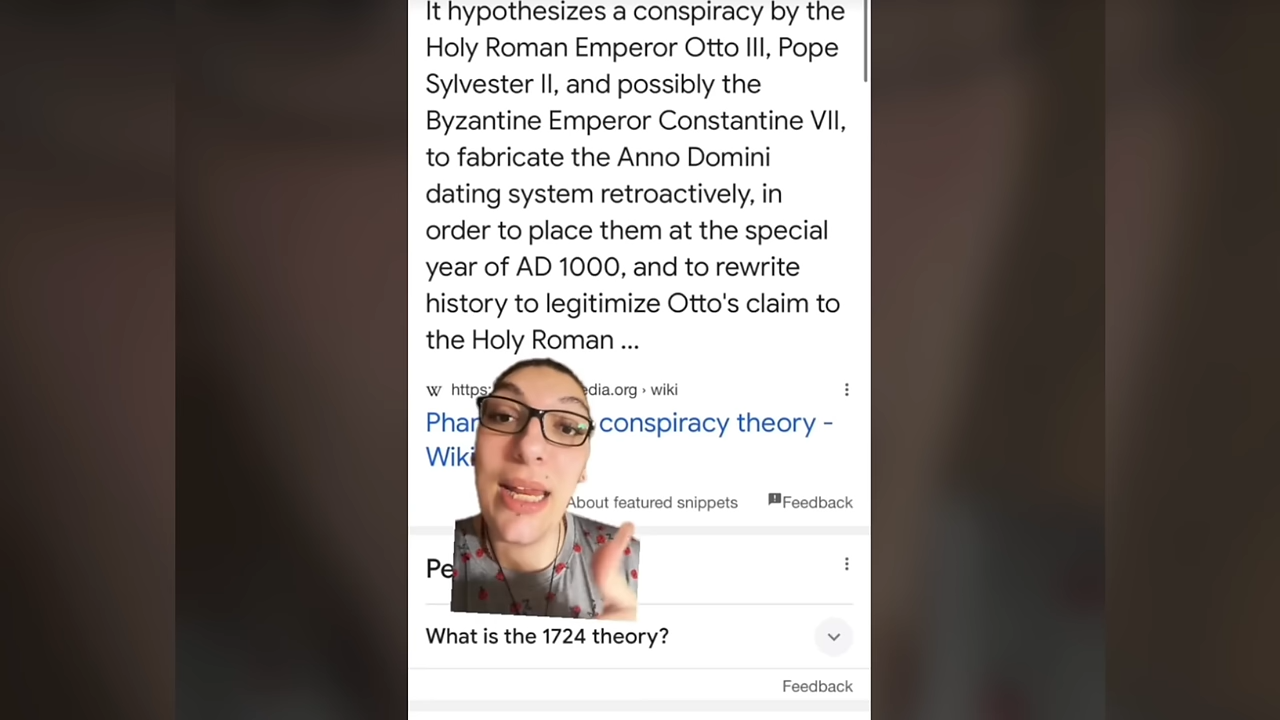 It hypothesizes a conspiracy by the
Holy Roman Emperor Otto III, Pope
Sylvester II, and possibly the
Byzantine Emperor Constantine VII,
to fabricate the Anno Domini
dating system retroactively, in
order to place them at the special
year of AD 1000, and to rewrite
history to legitimize Otto's claim to
the Holy Roman ...
W https: dia.org › wiki
conspiracy theory -
About featured snippets Feedback
What is the 1724 theory?
Feedback